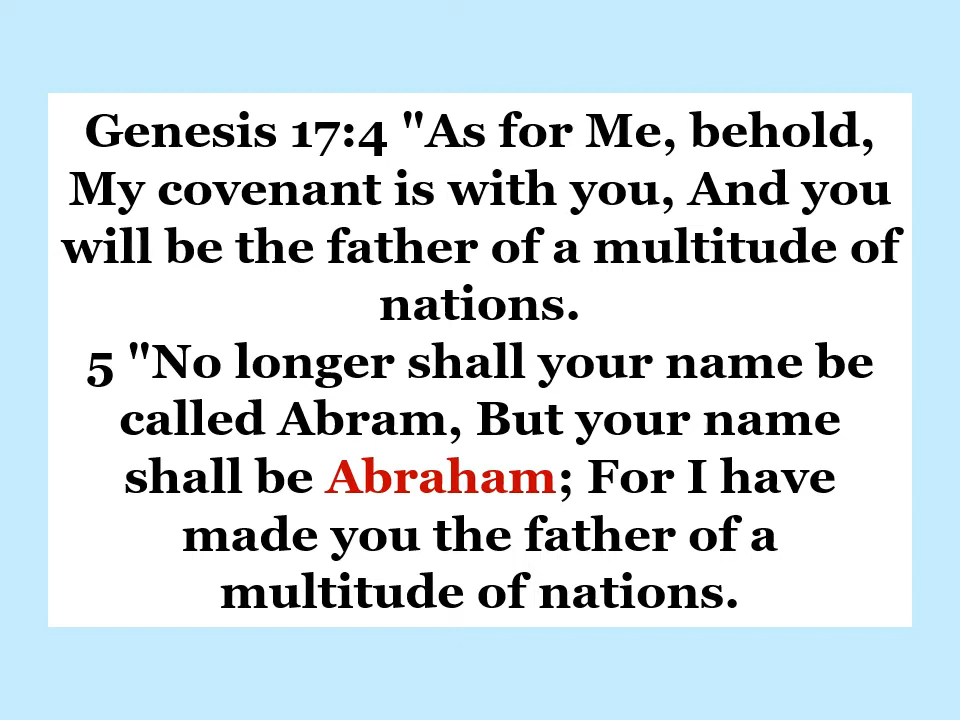 Genesis 17:4 "As for Me, behold,
My covenant is with you, And you
will be the father of a multitude of
nations.
5 "No longer shall your name be
called Abram, But your name
shall be Abraham; For I have
made you the father of a
multitude of nations.